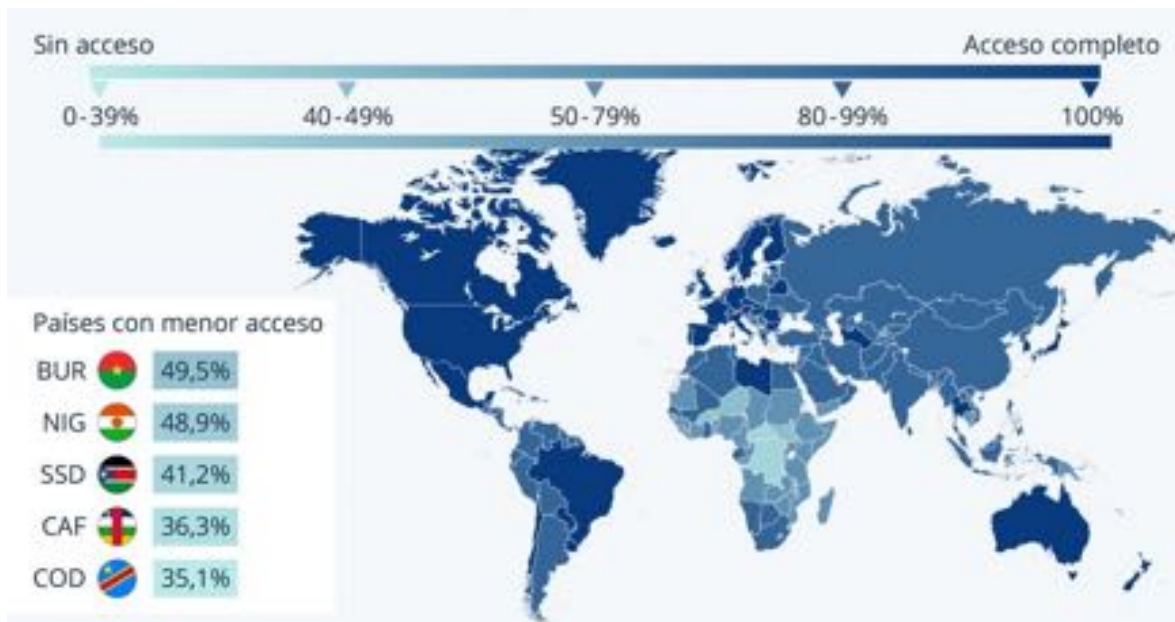 Sin acceso Acceso completo
0-39% 40-49% 50-79% 80-99% 100%
Países con menor acceso
BUR 49,5%
NIG 48,9%
SSD 41,2%
CAF 36,3%
COD 35,1%